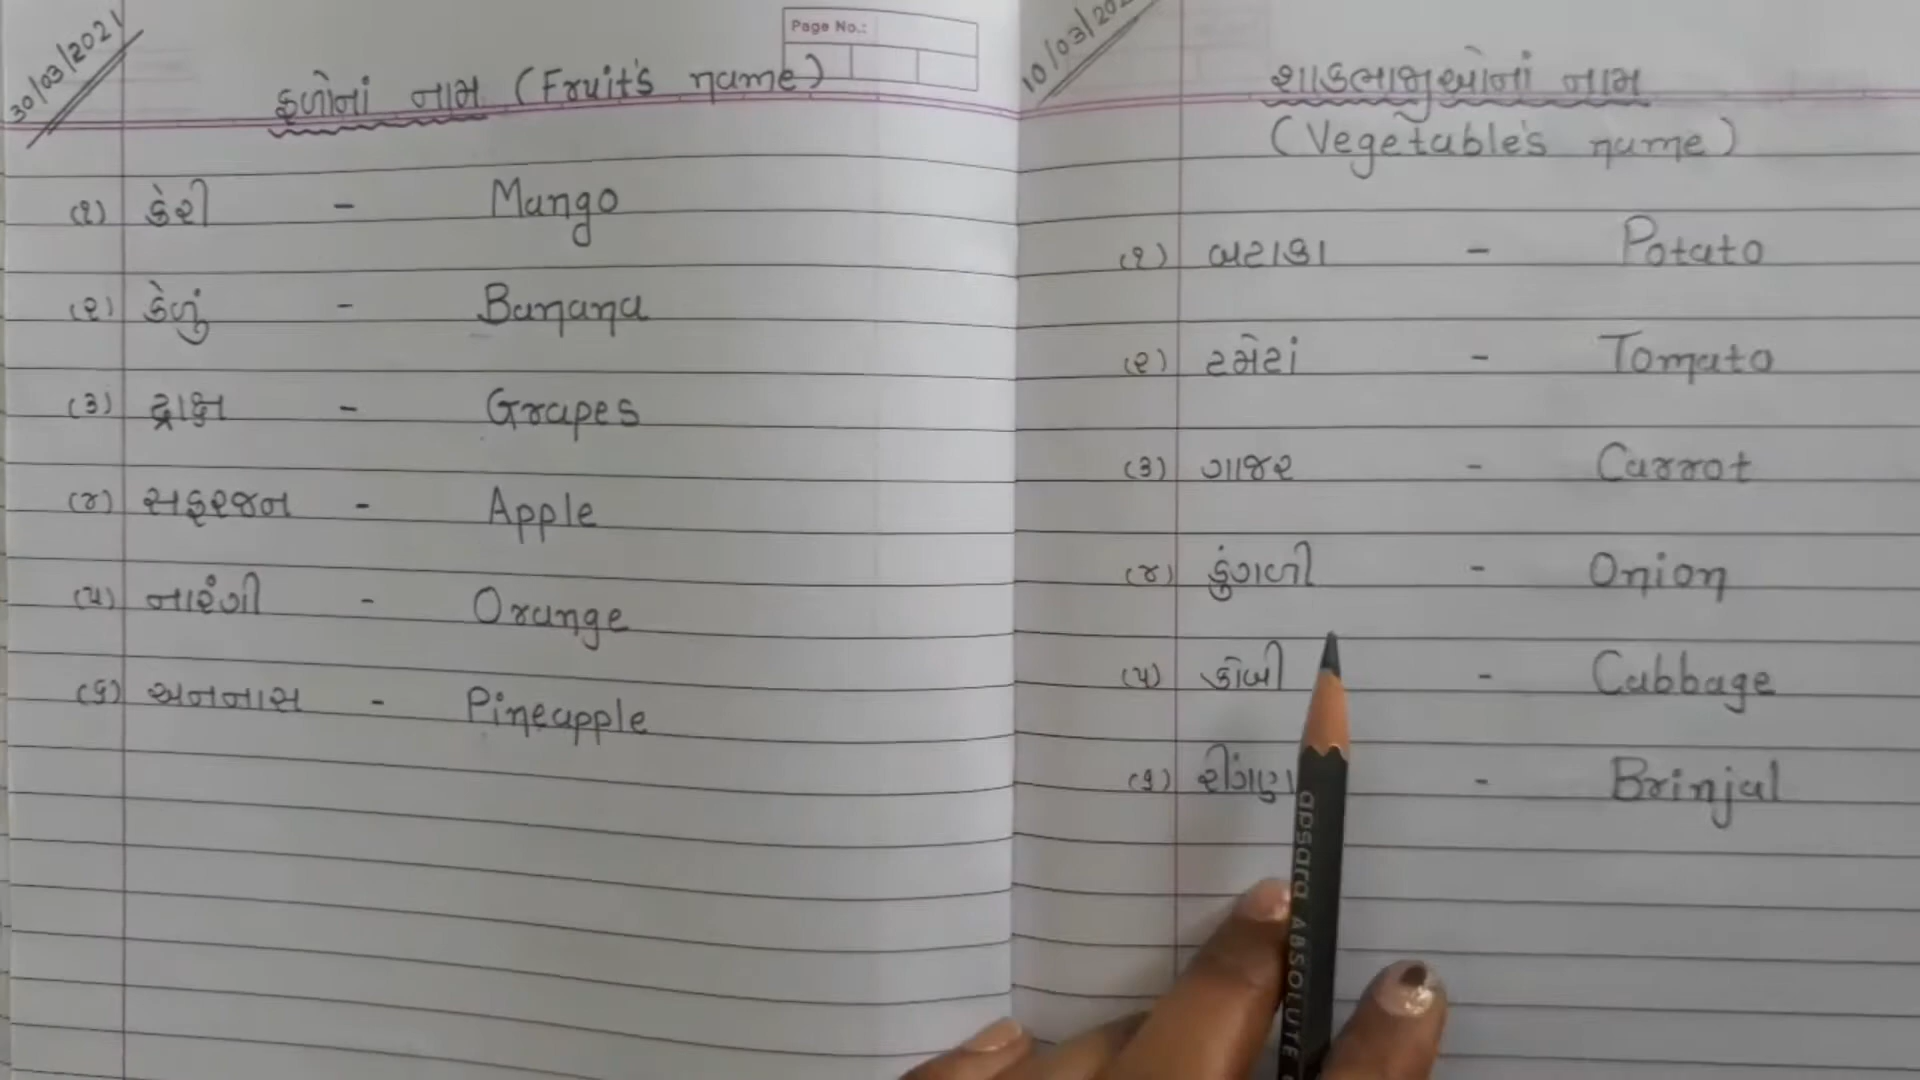 30/03/2021
Page No.:
ફળોનાં નામ (Fruit's name)
(૧) કેરી - Mango
(૨) કેળું - Banana
(૩) દ્રાક્ષ - Grapes
(૪) સફરજન - Apple
(૫) નારંગી - Orange
(૬) અનનાસ - Pineapple
10/03/202
શાકભાજીઓનાં નામ
(Vegetable's name)
(૧) બટાકા - Potato
(૨) ટમેટાં - Tomato
(૩) ગાજર - Carrot
(૪) ડુંગળી - Onion
(૫) કોબી - Cabbage
(૬) રીંગણ - Brinjal
apsara ABSOLUTE